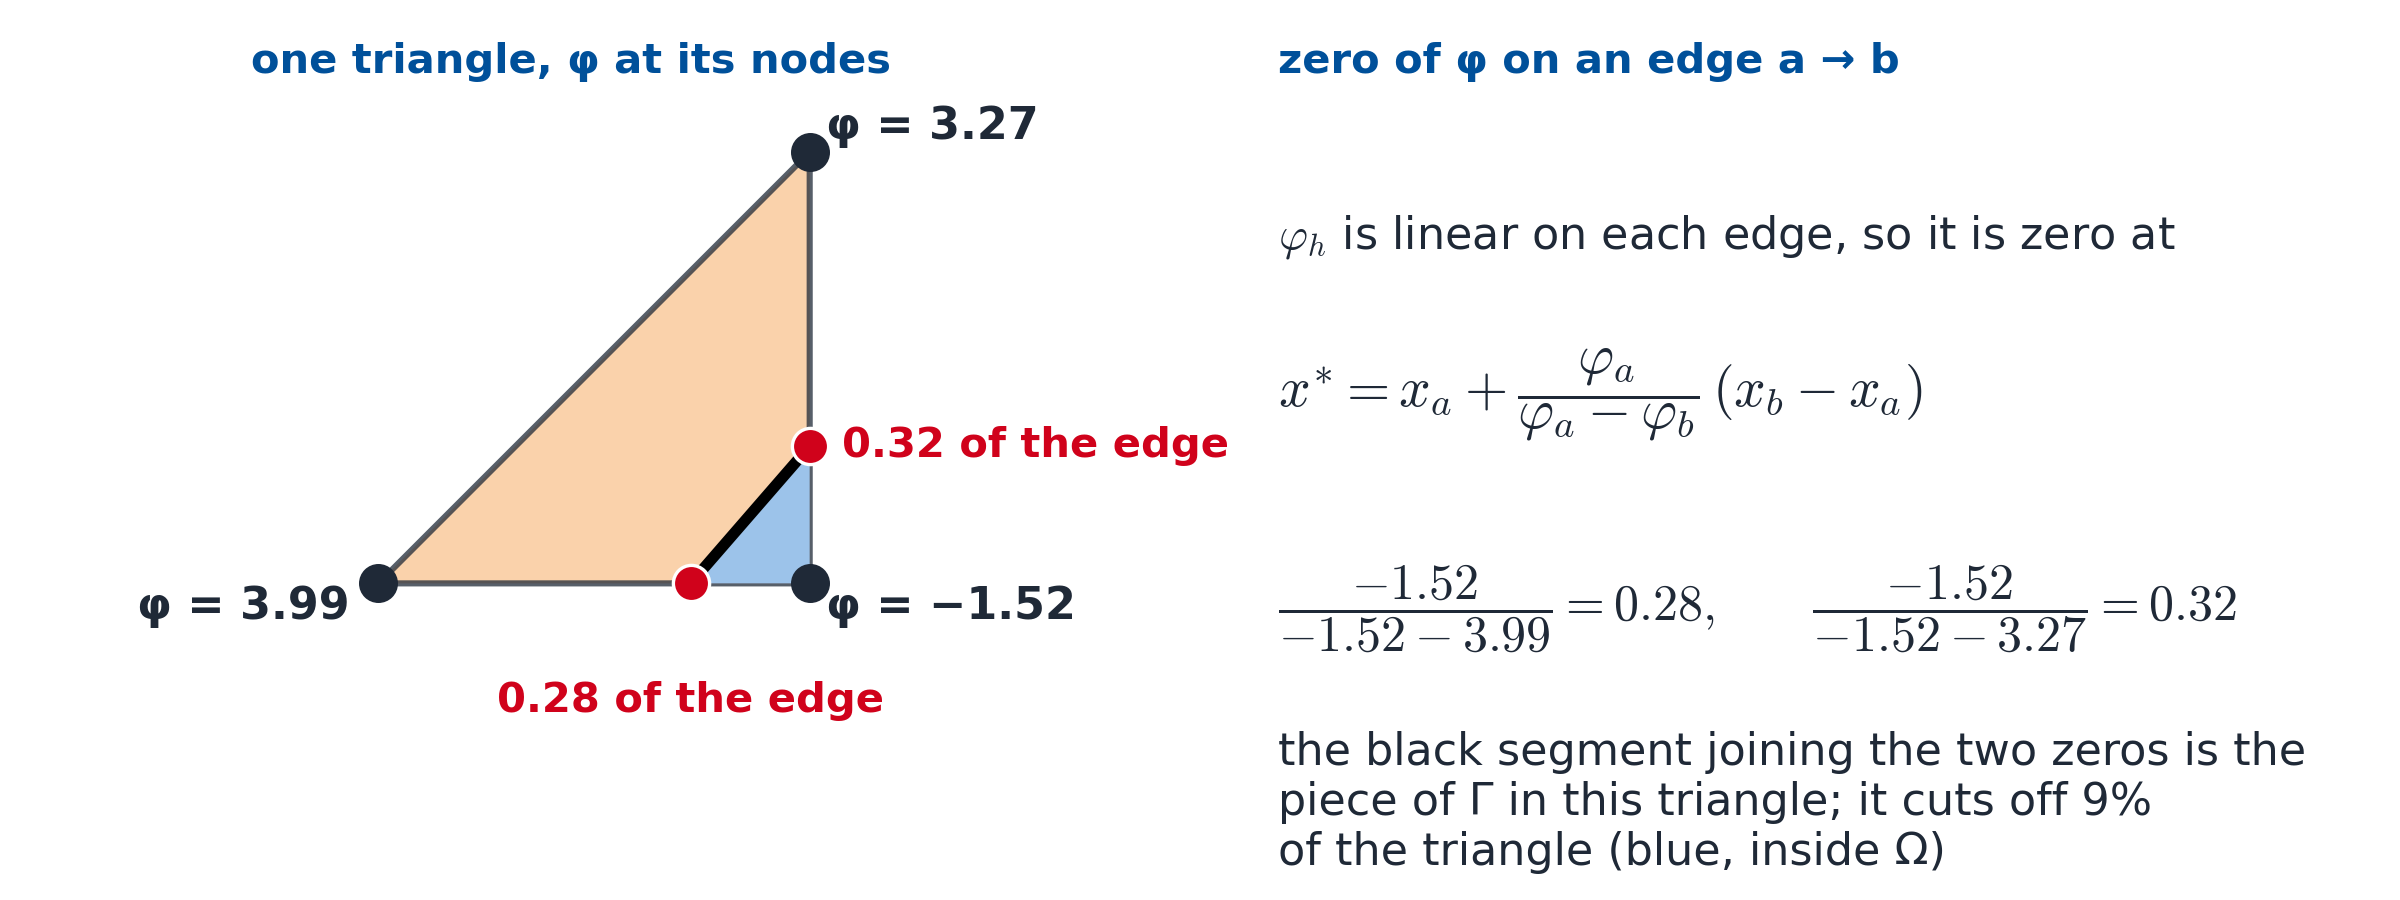 one triangle, φ at its nodes
φ = 3.27
0.32 of the edge
φ = 3.99
φ = −1.52
0.28 of the edge
zero of φ on an edge a → b
φ_h is linear on each edge, so it is zero at
x* = x_a + φ_a / (φ_a − φ_b) (x_b − x_a)
−1.52 / (−1.52 − 3.99) = 0.28, −1.52 / (−1.52 − 3.27) = 0.32
the black segment joining the two zeros is the
piece of Γ in this triangle; it cuts off 9%
of the triangle (blue, inside Ω)